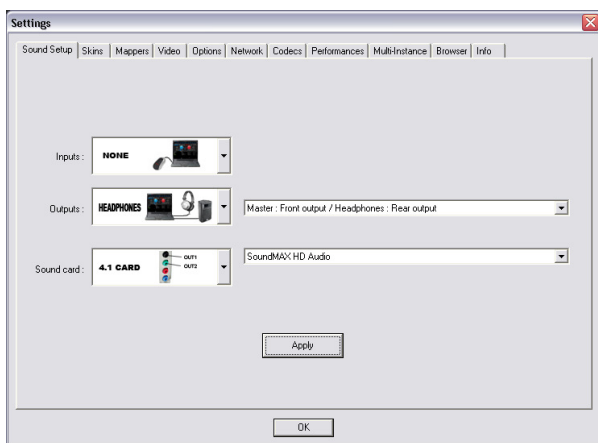 Settings
Sound Setup Skins Mappers Video Options Network Codecs Performances Multi-Instance Browser Info
Inputs : NONE
Outputs : HEADPHONES Master : Front output / Headphones : Rear output
Sound card : 4.1 CARD OUT1 OUT2 SoundMAX HD Audio
Apply
OK